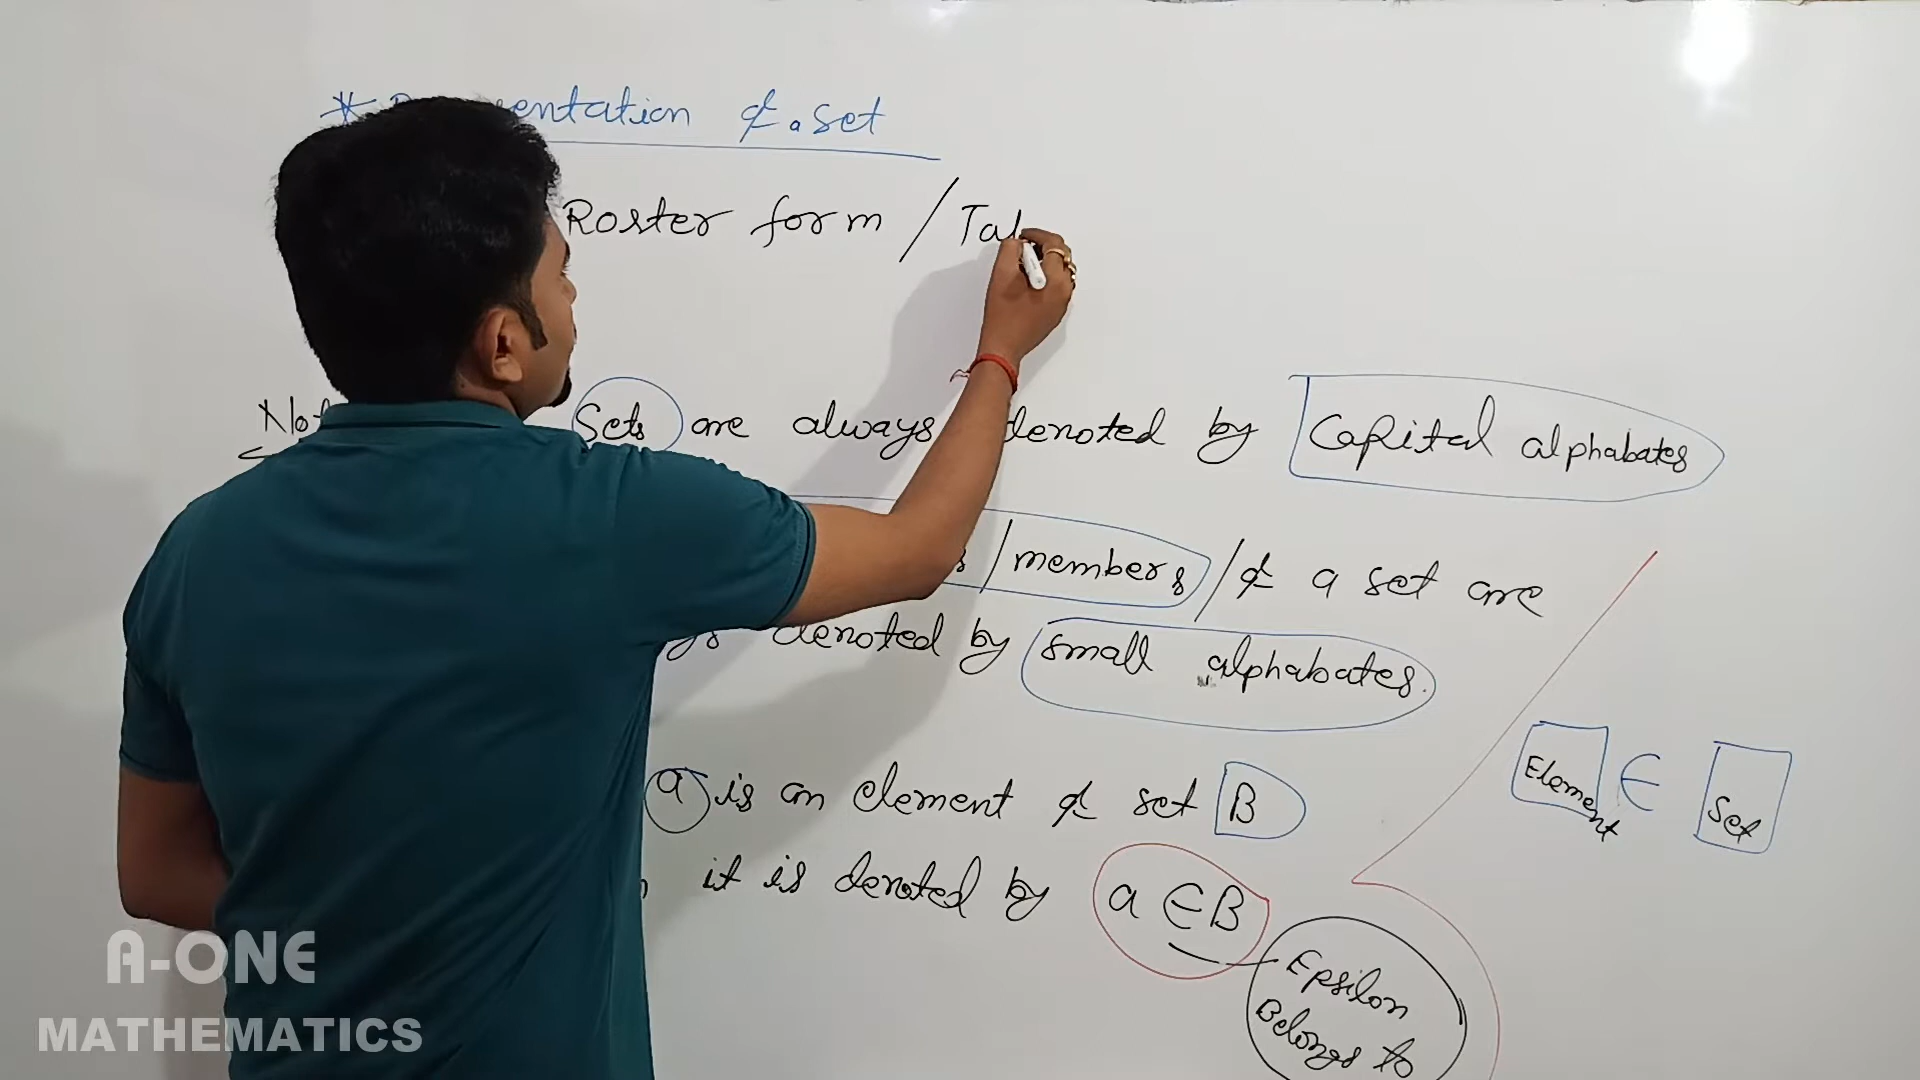 * entation of a set
Roster form / Tab
Not Sets are always denoted by Capital alphabates
/ members / of a set are
denoted by small alphabates.
a is an element of set B
it is denoted by a ∈ B
Element ∈ Set
Epsilon
Belongs to
A-ONE
MATHEMATICS